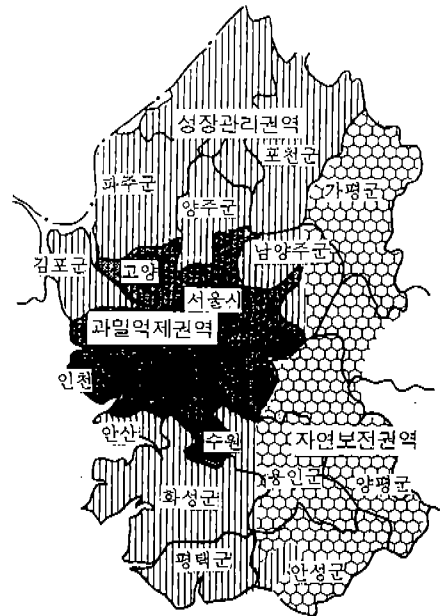 성장관리권역
포천군
파주군
가평군
양주군
남양주군
김포군
고양
서울시
과밀억제권역
인천
안산
수원
자연보전권역
용인군
양평군
화성군
평택군
안성군